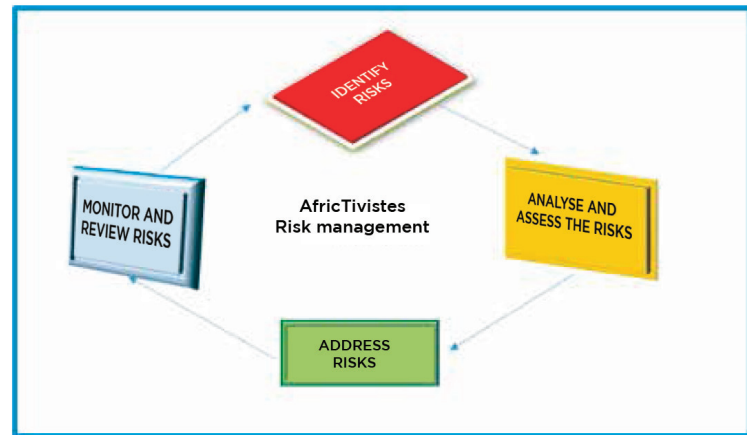 IDENTIFY
RISKS
ANALYSE AND
ASSESS THE RISKS
ADDRESS
RISKS
MONITOR AND
REVIEW RISKS
AfricTivistes
Risk management